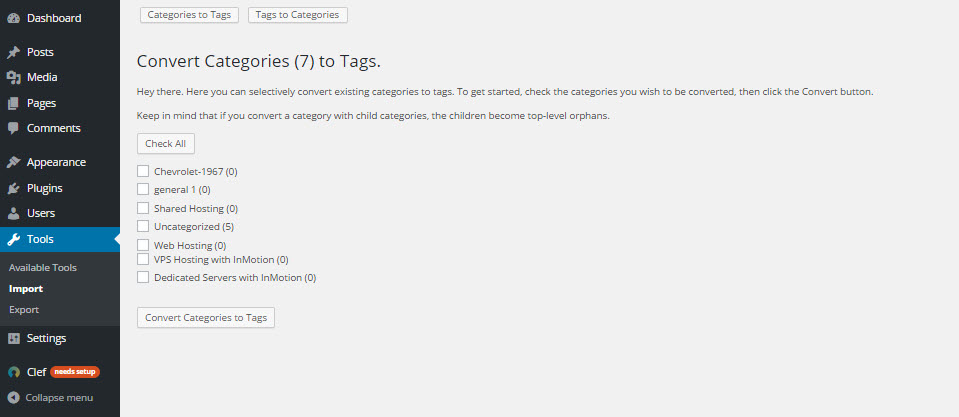 Dashboard
Posts
Media
Pages
Comments
Appearance
Plugins
Users
Tools
Available Tools
Import
Export
Settings
Clef needs setup
Collapse menu
Categories to Tags Tags to Categories
Convert Categories (7) to Tags.
Hey there. Here you can selectively convert existing categories to tags. To get started, check the categories you wish to be converted, then click the Convert button.
Keep in mind that if you convert a category with child categories, the children become top-level orphans.
Check All
Chevrolet-1967 (0)
general 1 (0)
Shared Hosting (0)
Uncategorized (5)
Web Hosting (0)
VPS Hosting with InMotion (0)
Dedicated Servers with InMotion (0)
Convert Categories to Tags